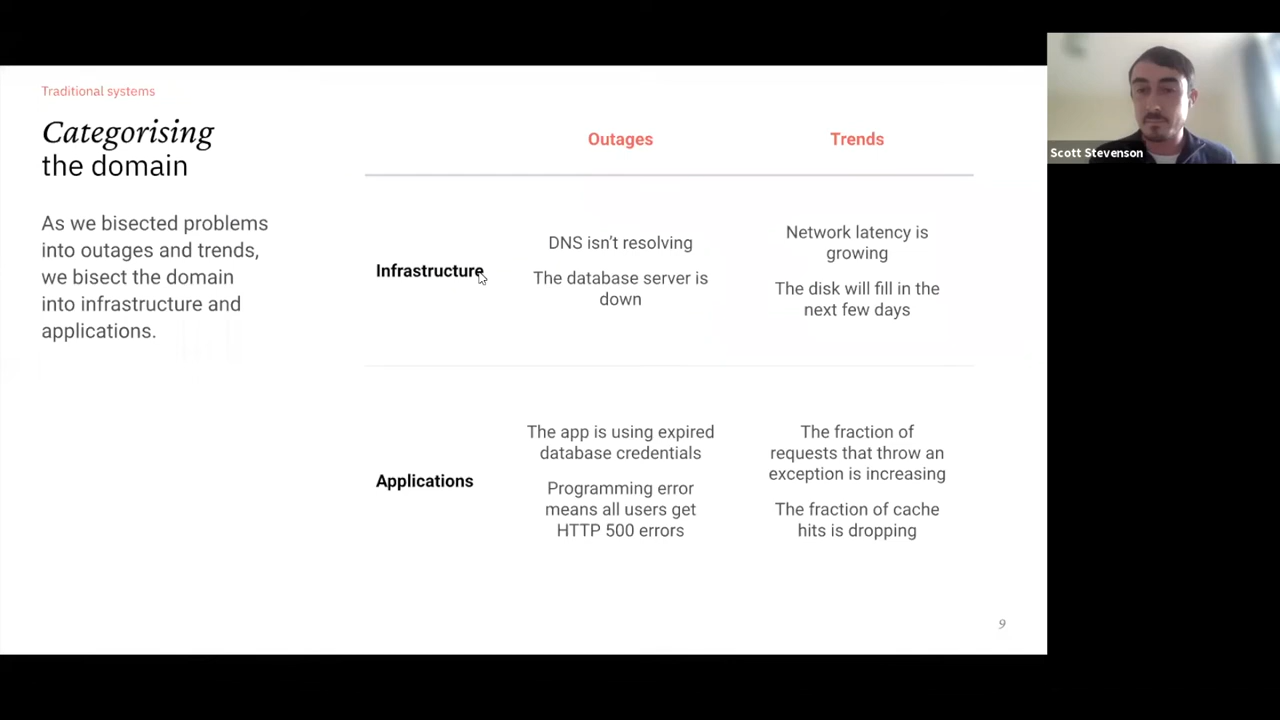 Traditional systems
Categorising
the domain
As we bisected problems
into outages and trends,
we bisect the domain
into infrastructure and
applications.
Outages
Trends
Infrastructure
DNS isn’t resolving
The database server is
down
Network latency is
growing
The disk will fill in the
next few days
Applications
The app is using expired
database credentials
Programming error
means all users get
HTTP 500 errors
The fraction of
requests that throw an
exception is increasing
The fraction of cache
hits is dropping
9
Scott Stevenson